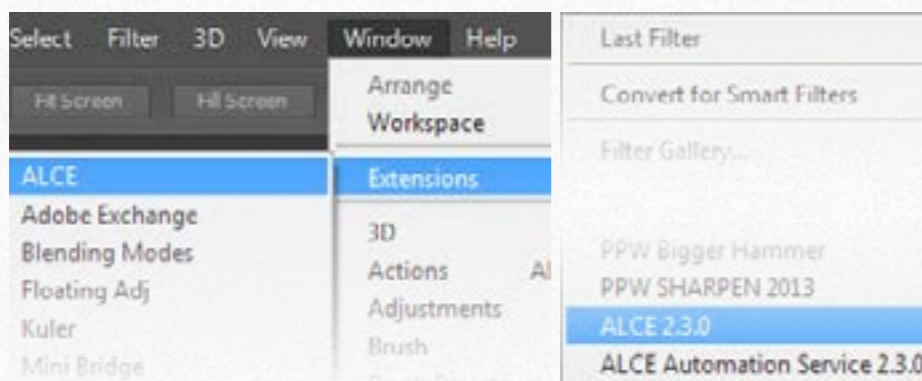 Select Filter 3D View Window Help
Fit Screen Fill Screen
Arrange
Workspace
Extensions
ALCE
Adobe Exchange
Blending Modes
Floating Adj
Kuler
Mini Bridge
3D
Actions
Adjustments
Brush
Last Filter
Convert for Smart Filters
Filter Gallery...
PPW Bigger Hammer
PPW SHARPEN 2013
ALCE 2.3.0
ALCE Automation Service 2.3.0